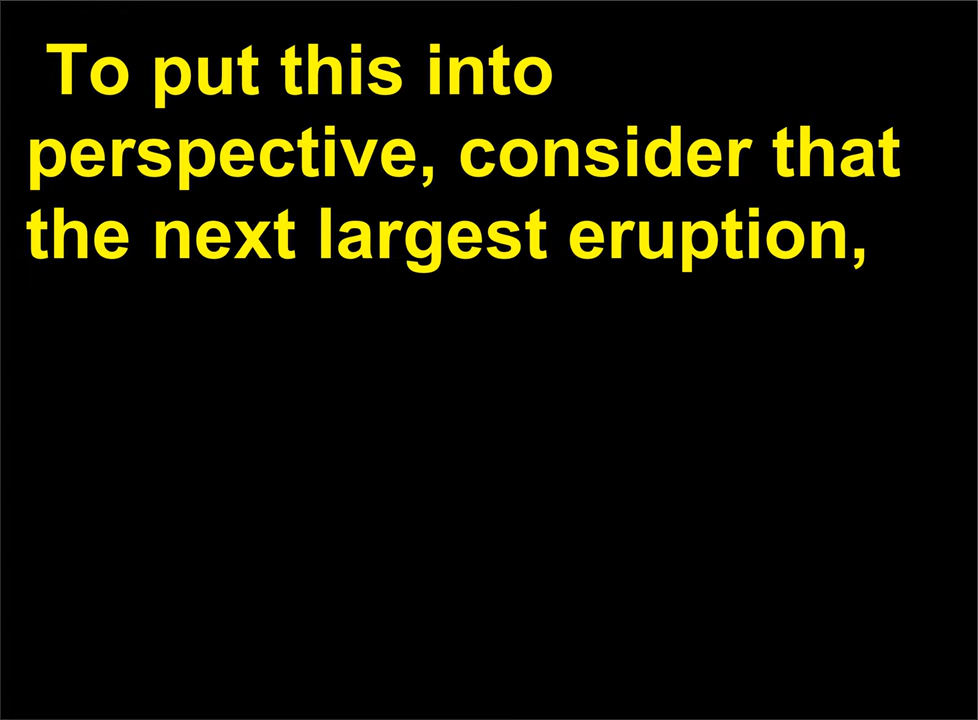 To put this into
perspective, consider that
the next largest eruption,